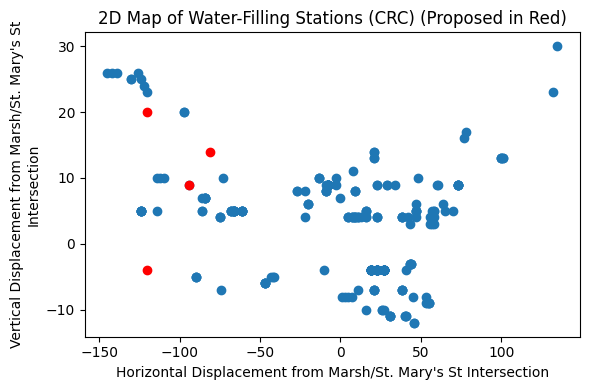 2D Map of Water-Filling Stations (CRC) (Proposed in Red)
Vertical Displacement from Marsh/St. Mary's St
Intersection
30
20
10
0
−10
−150
−100
−50
0
50
100
Horizontal Displacement from Marsh/St. Mary's St Intersection